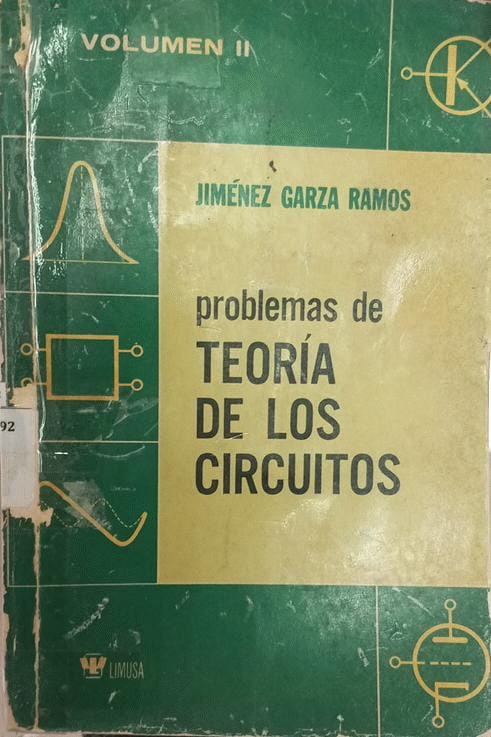 VOLUMEN II
JIMÉNEZ GARZA RAMOS
problemas de
TEORÍA
DE LOS
CIRCUITOS
92
LIMUSA